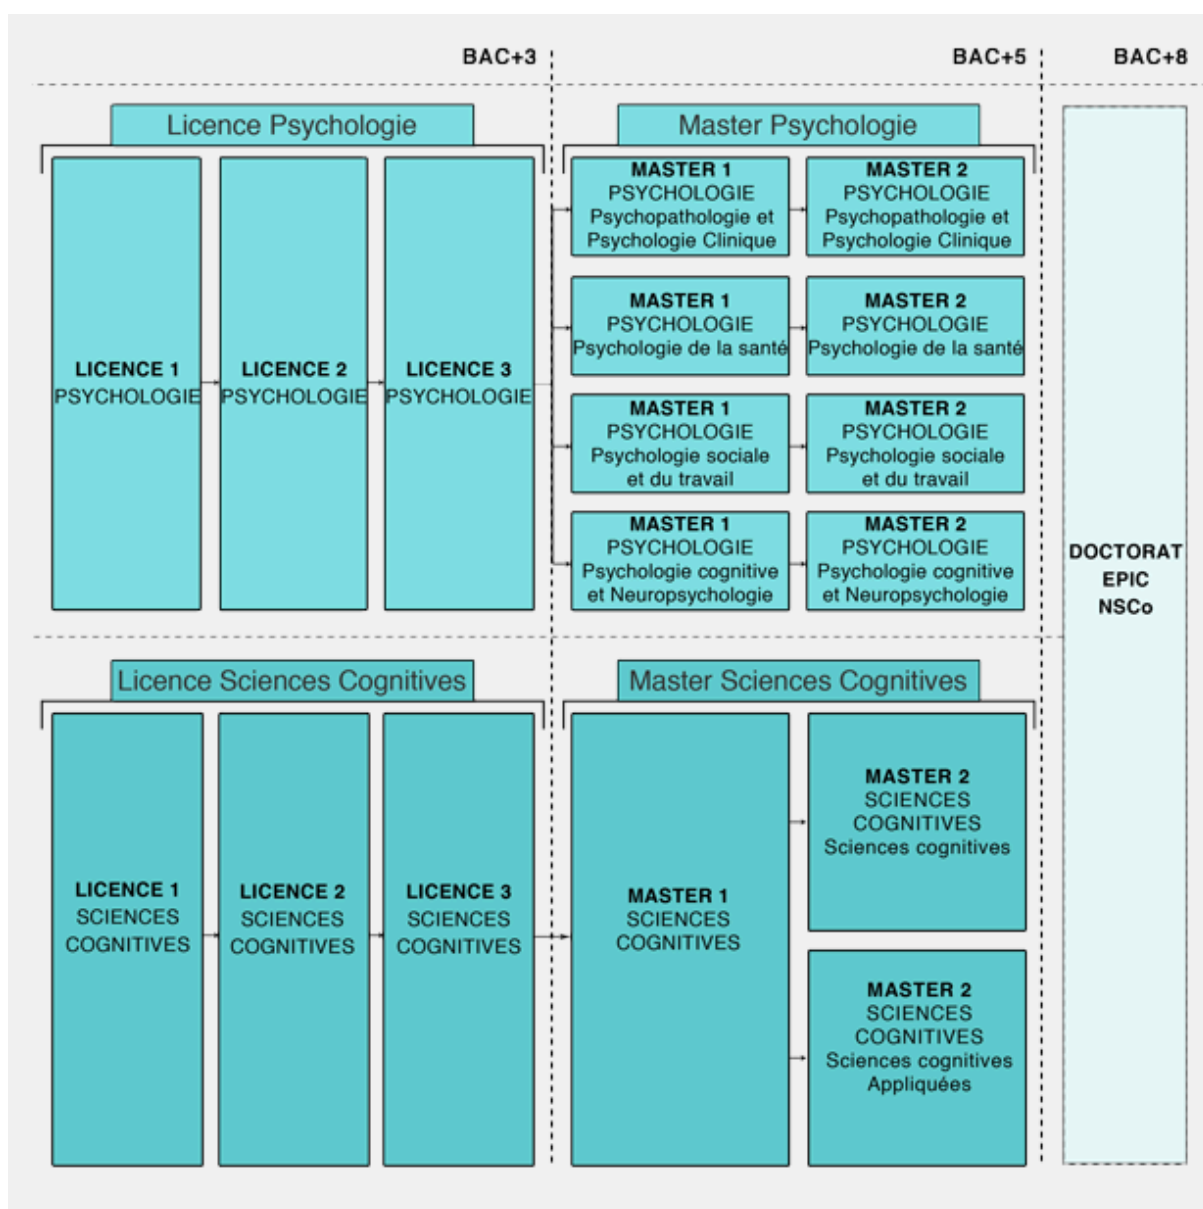 BAC+3
BAC+5
BAC+8
Licence Psychologie
LICENCE 1
PSYCHOLOGIE
LICENCE 2
PSYCHOLOGIE
LICENCE 3
PSYCHOLOGIE
Master Psychologie
MASTER 1
PSYCHOLOGIE
Psychopathologie et
Psychologie Clinique
MASTER 2
PSYCHOLOGIE
Psychopathologie et
Psychologie Clinique
MASTER 1
PSYCHOLOGIE
Psychologie de la santé
MASTER 2
PSYCHOLOGIE
Psychologie de la santé
MASTER 1
PSYCHOLOGIE
Psychologie sociale
et du travail
MASTER 2
PSYCHOLOGIE
Psychologie sociale
et du travail
MASTER 1
PSYCHOLOGIE
Psychologie cognitive
et Neuropsychologie
MASTER 2
PSYCHOLOGIE
Psychologie cognitive
et Neuropsychologie
DOCTORAT
EPIC
NSCo
Licence Sciences Cognitives
LICENCE 1
SCIENCES
COGNITIVES
LICENCE 2
SCIENCES
COGNITIVES
LICENCE 3
SCIENCES
COGNITIVES
Master Sciences Cognitives
MASTER 1
SCIENCES
COGNITIVES
MASTER 2
SCIENCES
COGNITIVES
Sciences cognitives
MASTER 2
SCIENCES
COGNITIVES
Sciences cognitives
Appliquées